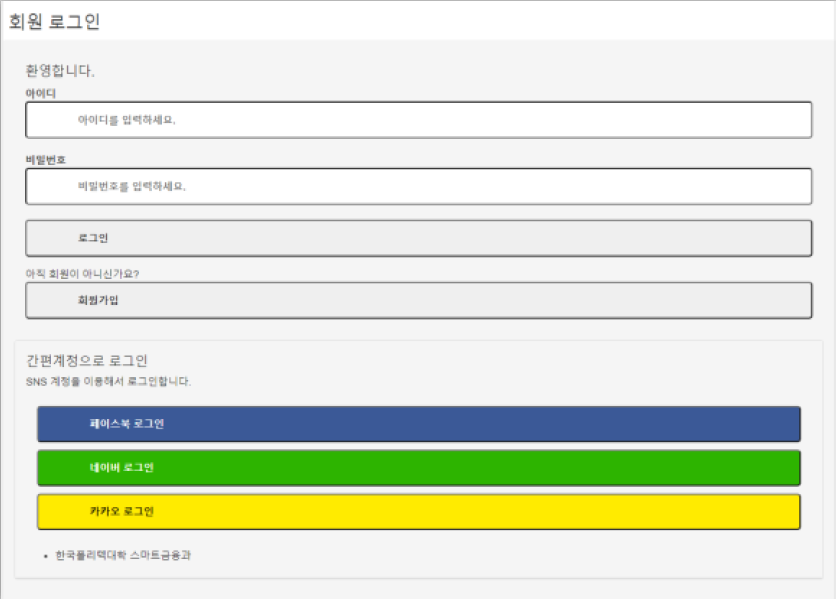 회원 로그인
환영합니다.
아이디
아이디를 입력하세요.
비밀번호
비밀번호를 입력하세요.
로그인
아직 회원이 아니신가요?
회원가입
간편계정으로 로그인
SNS 계정을 이용해서 로그인합니다.
페이스북 로그인
네이버 로그인
카카오 로그인
• 한국폴리텍대학 스마트금융과